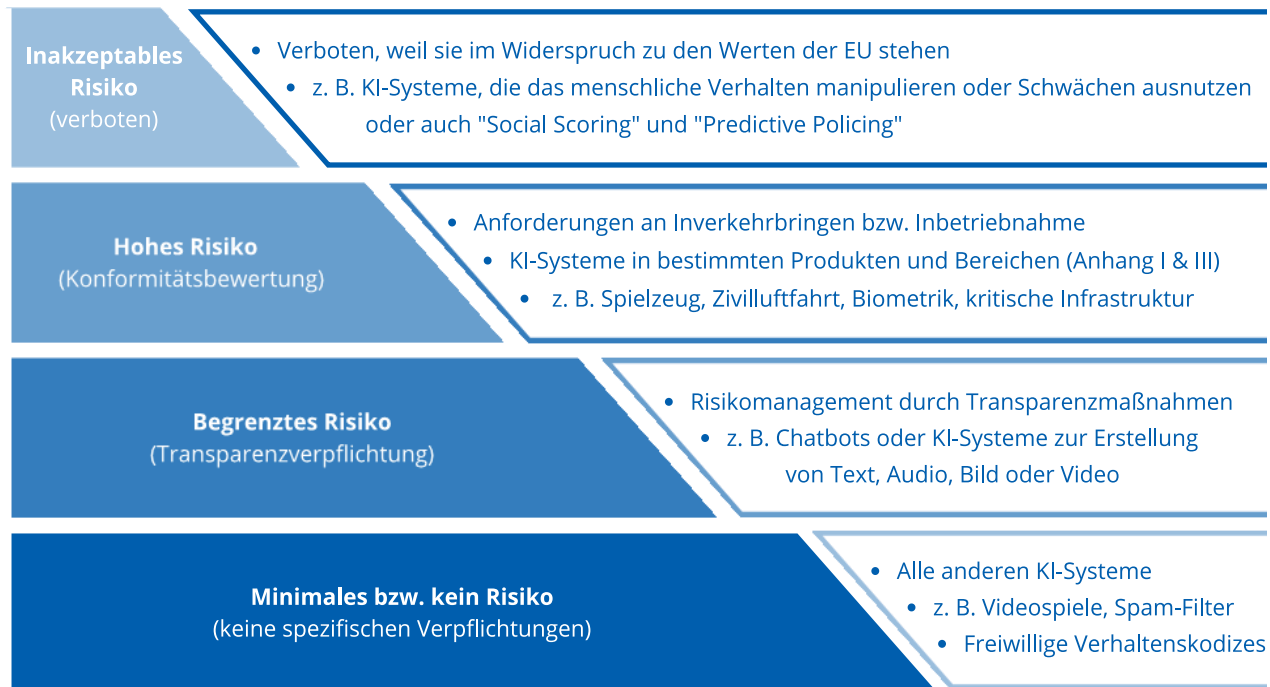 Inakzeptables
Risiko
(verboten)
• Verboten, weil sie im Widerspruch zu den Werten der EU stehen
• z. B. KI-Systeme, die das menschliche Verhalten manipulieren oder Schwächen ausnutzen
oder auch "Social Scoring" und "Predictive Policing"
Hohes Risiko
(Konformitätsbewertung)
• Anforderungen an Inverkehrbringen bzw. Inbetriebnahme
• KI-Systeme in bestimmten Produkten und Bereichen (Anhang I & III)
• z. B. Spielzeug, Zivilluftfahrt, Biometrik, kritische Infrastruktur
Begrenztes Risiko
(Transparenzverpflichtung)
• Risikomanagement durch Transparenzmaßnahmen
• z. B. Chatbots oder KI-Systeme zur Erstellung
von Text, Audio, Bild oder Video
Minimales bzw. kein Risiko
(keine spezifischen Verpflichtungen)
• Alle anderen KI-Systeme
• z. B. Videospiele, Spam-Filter
• Freiwillige Verhaltenskodizes